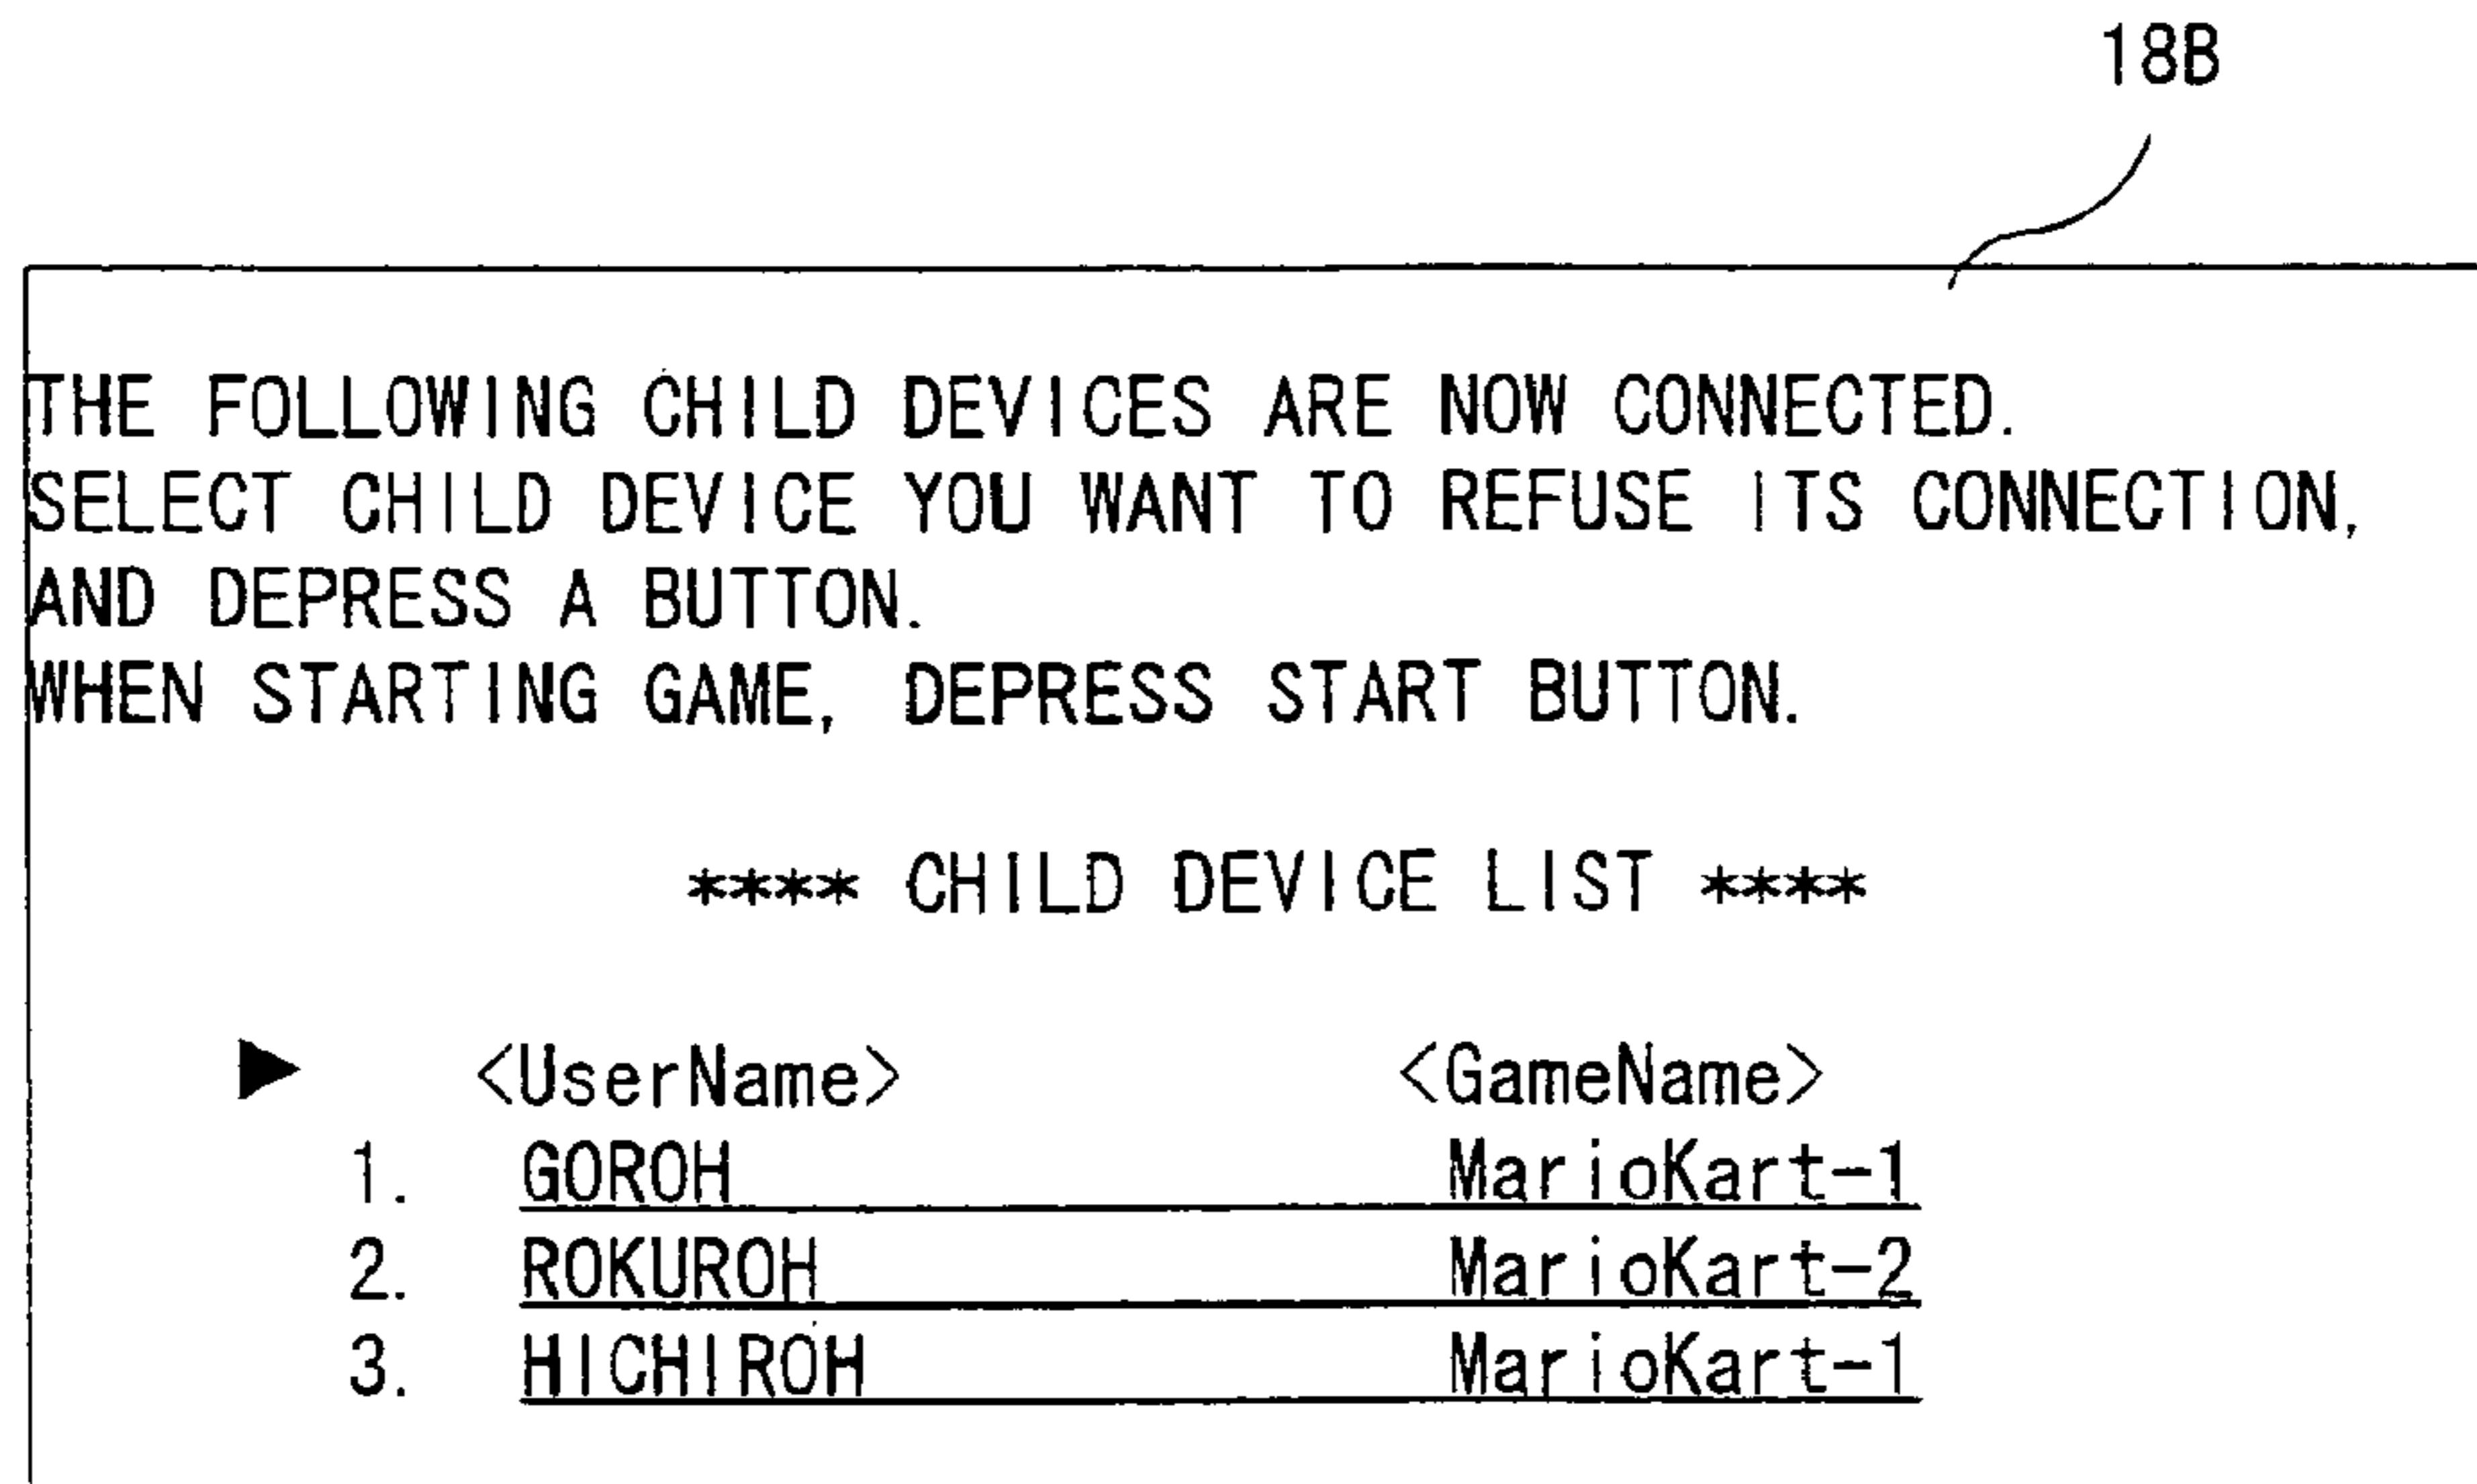 18B
THE FOLLOWING CHILD DEVICES ARE NOW CONNECTED.
SELECT CHILD DEVICE YOU WANT TO REFUSE ITS CONNECTION,
AND DEPRESS A BUTTON.
WHEN STARTING GAME, DEPRESS START BUTTON.
**** CHILD DEVICE LIST ****
▶ <UserName> <GameName>
1. GOROH MarioKart-1
2. ROKUROH MarioKart-2
3. HICHIROH MarioKart-1